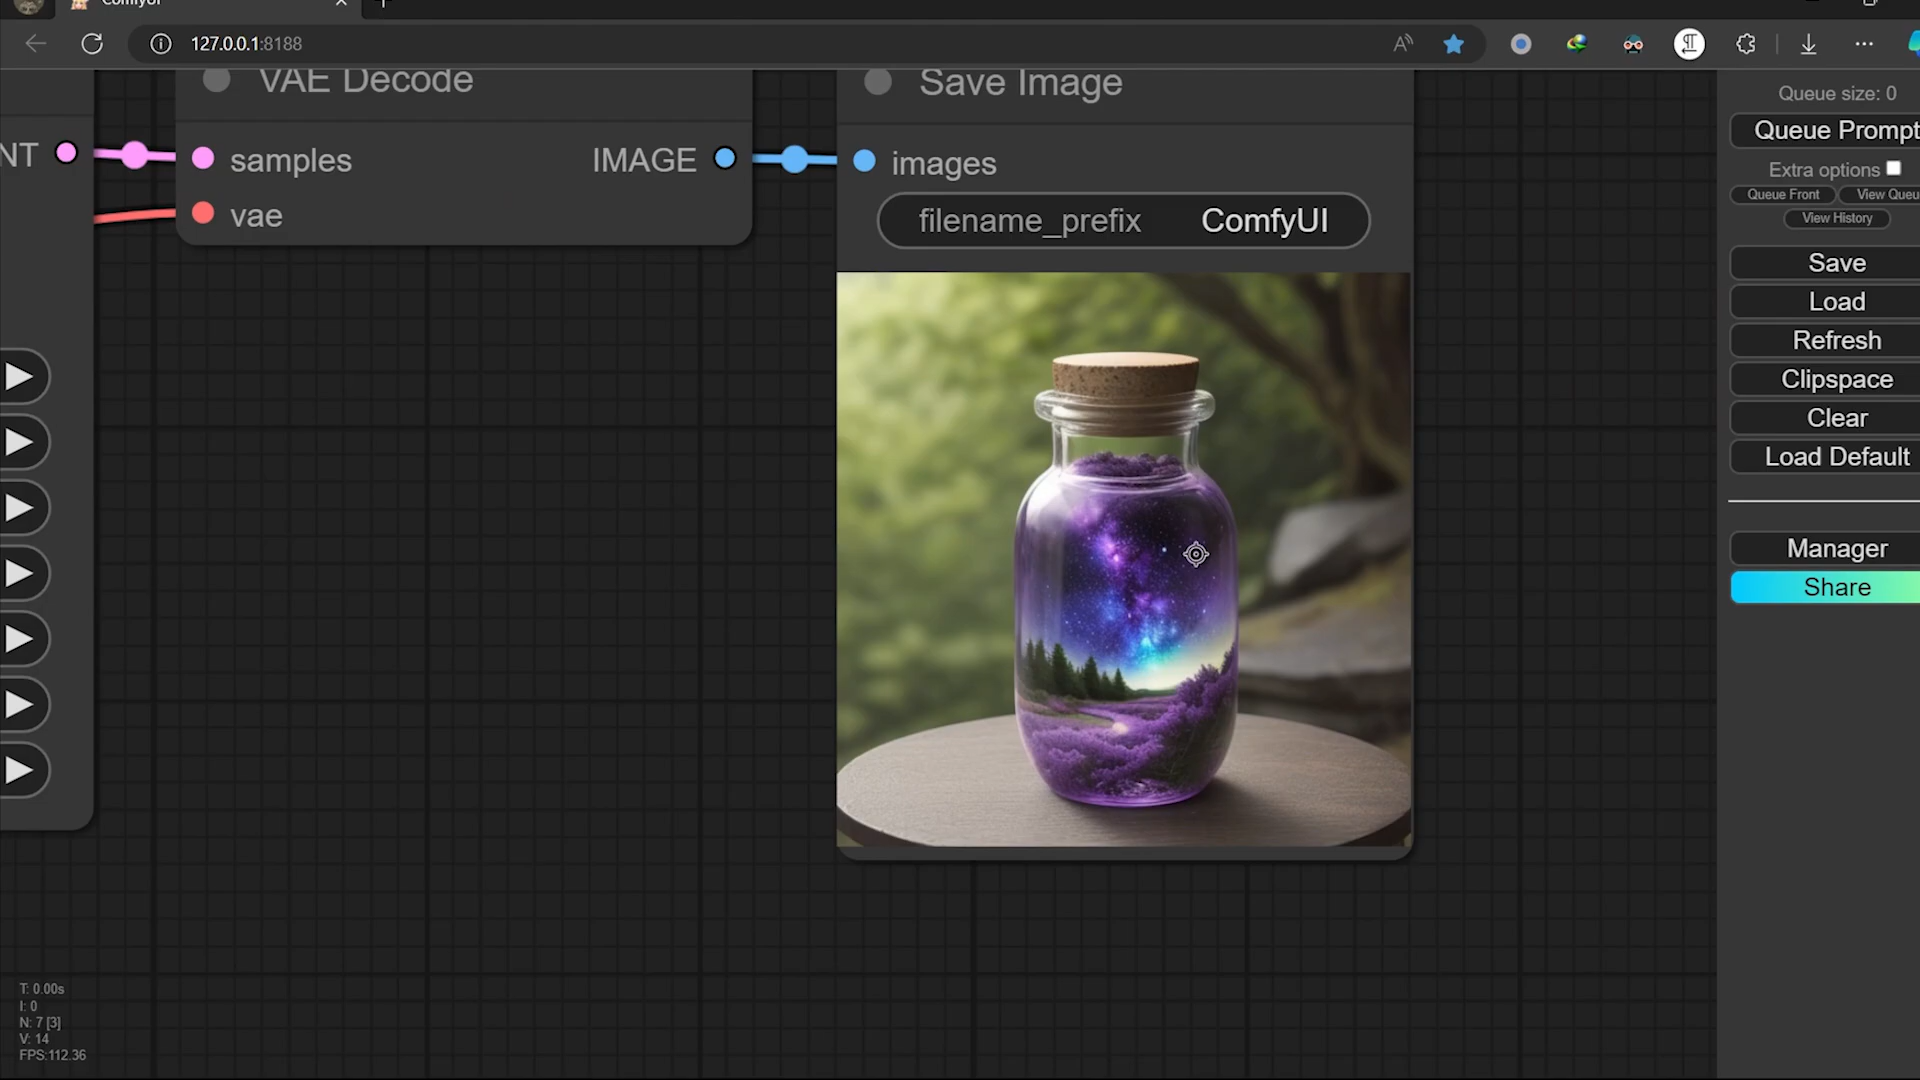 ComfyUI
127.0.0.1:8188
VAE Decode
samples
IMAGE
vae
NT
Save Image
images
filename_prefix ComfyUI
Queue size: 0
Queue Prompt
Extra options
Queue Front
View Queu
View History
Save
Load
Refresh
Clipspace
Clear
Load Default
Manager
Share
T: 0.00s
I: 0
N: 7 [3]
V: 14
FPS:112.36